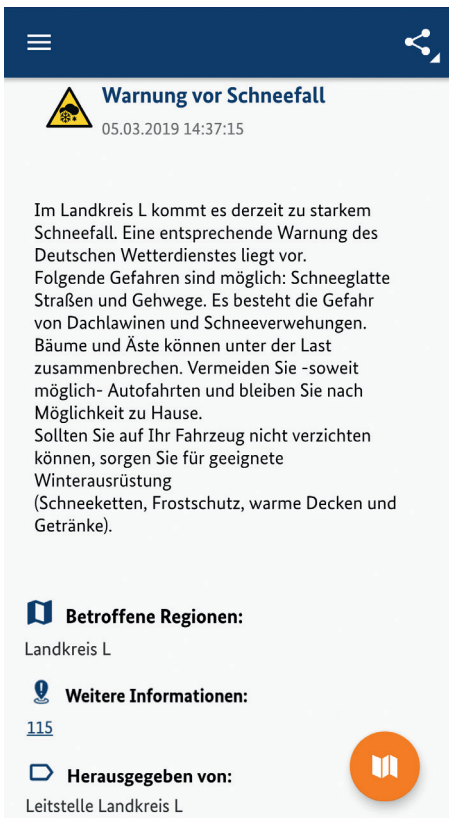 Warnung vor Schneefall
05.03.2019 14:37:15
Im Landkreis L kommt es derzeit zu starkem
Schneefall. Eine entsprechende Warnung des
Deutschen Wetterdienstes liegt vor.
Folgende Gefahren sind möglich: Schneeglatte
Straßen und Gehwege. Es besteht die Gefahr
von Dachlawinen und Schneeverwehungen.
Bäume und Äste können unter der Last
zusammenbrechen. Vermeiden Sie -soweit
möglich- Autofahrten und bleiben Sie nach
Möglichkeit zu Hause.
Sollten Sie auf Ihr Fahrzeug nicht verzichten
können, sorgen Sie für geeignete
Winterausrüstung
(Schneeketten, Frostschutz, warme Decken und
Getränke).
Betroffene Regionen:
Landkreis L
Weitere Informationen:
115
Herausgegeben von:
Leitstelle Landkreis L